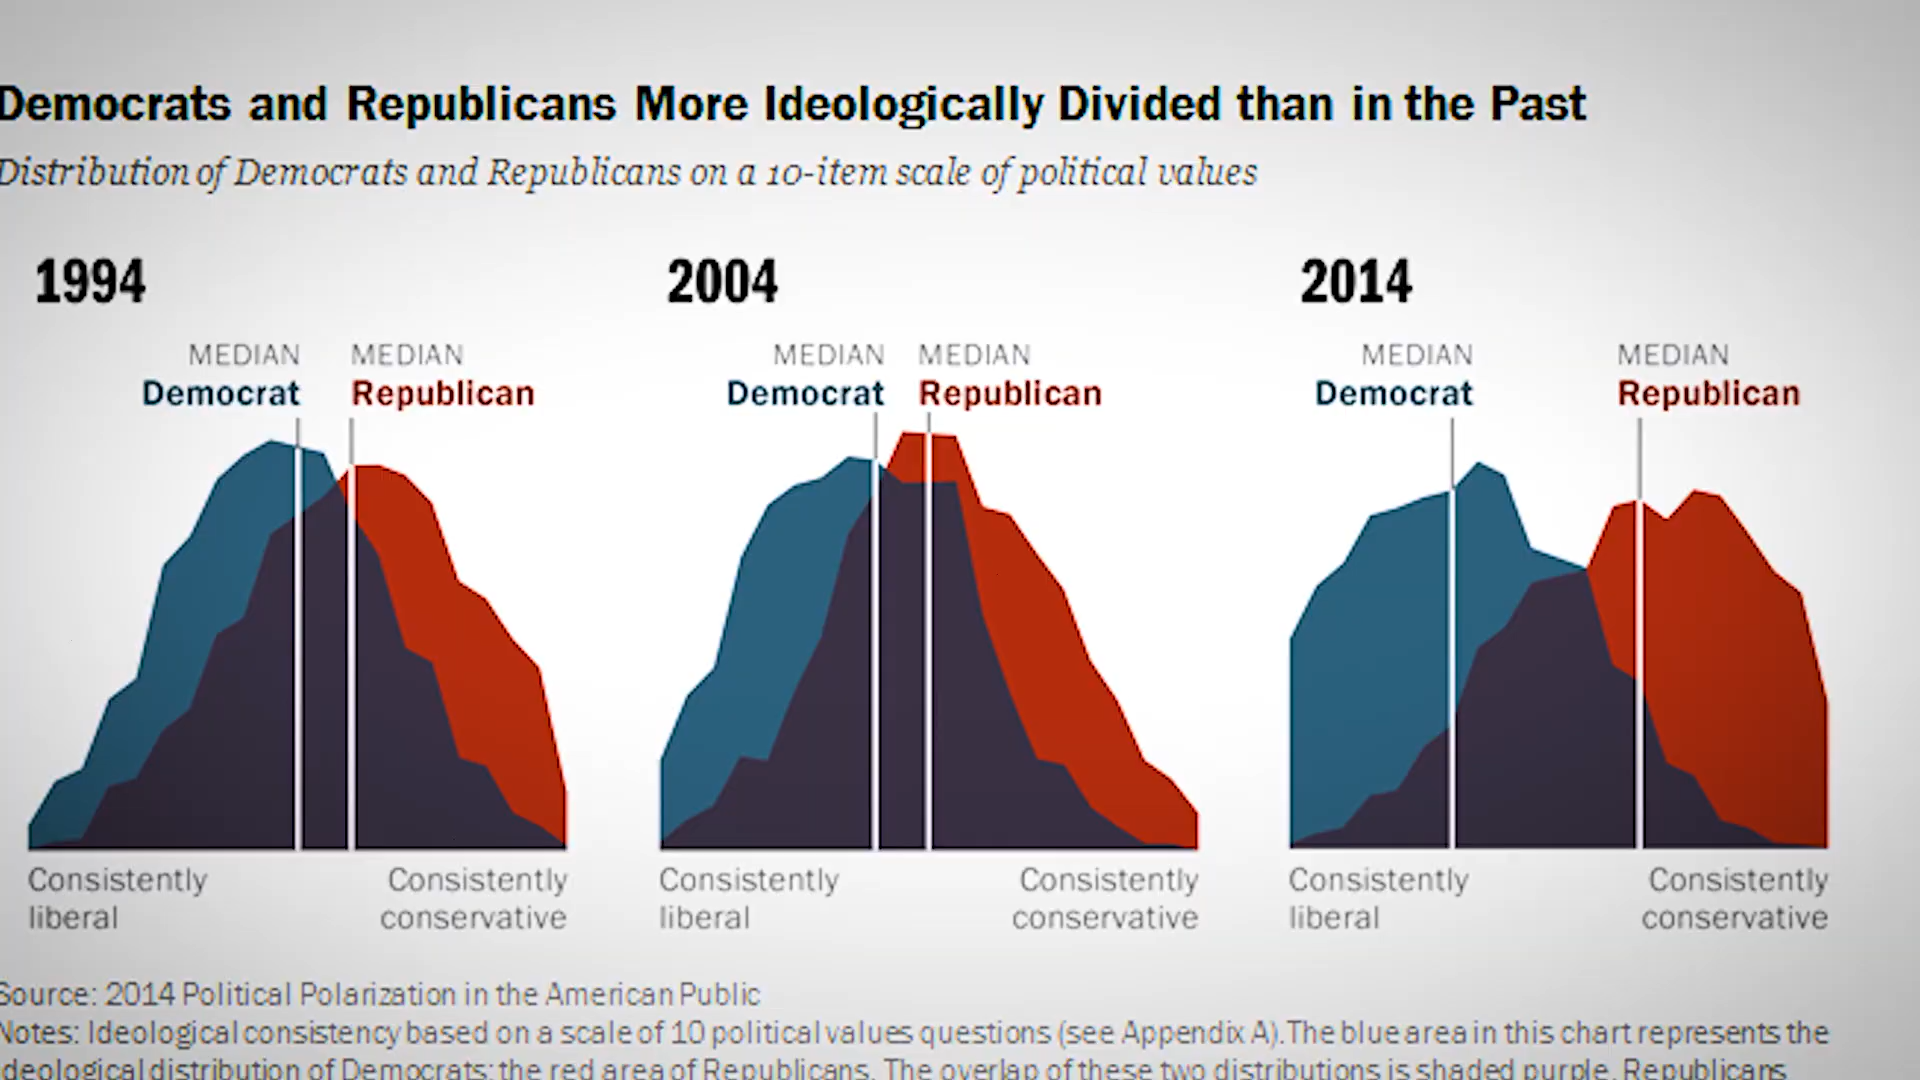 Democrats and Republicans More Ideologically Divided than in the Past
Distribution of Democrats and Republicans on a 10-item scale of political values
1994
2004
2014
MEDIAN Democrat
MEDIAN Republican
MEDIAN Democrat
MEDIAN Republican
MEDIAN Democrat
MEDIAN Republican
Consistently liberal
Consistently conservative
Consistently liberal
Consistently conservative
Consistently liberal
Consistently conservative
Source: 2014 Political Polarization in the American Public
Notes: Ideological consistency based on a scale of 10 political values questions (see Appendix A). The blue area in this chart represents the
deological distribution of Democrats; the red area of Republicans. The overlap of these two distributions is shaded purple. Republicans